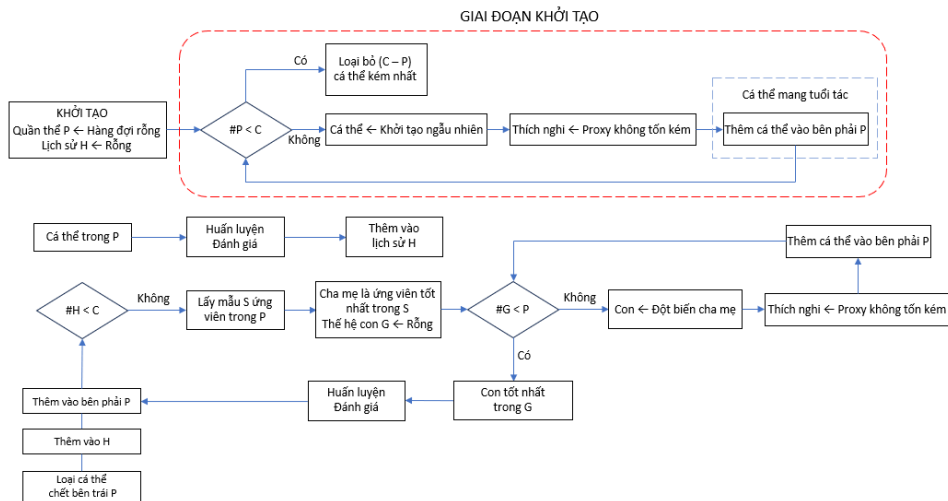 GIAI ĐOẠN KHỞI TẠO
KHỞI TẠO
Quần thể P ← Hàng đợi rỗng
Lịch sử H ← Rỗng
#P < C
Có
Loại bỏ (C – P)
cá thể kém nhất
Không
Cá thể ← Khởi tạo ngẫu nhiên
Thích nghi ← Proxy không tốn kém
Cá thể mang tuổi tác
Thêm cá thể vào bên phải P
Cá thể trong P
Huấn luyện
Đánh giá
Thêm vào
lịch sử H
#H < C
Không
Lấy mẫu S ứng
viên trong P
Cha mẹ là ứng viên tốt
nhất trong S
Thế hệ con G ← Rỗng
#G < P
Không
Con ← Đột biến cha mẹ
Thích nghi ← Proxy không tốn kém
Thêm cá thể vào bên phải P
Có
Con tốt nhất
trong G
Huấn luyện
Đánh giá
Thêm vào bên phải P
Thêm vào H
Loại cá thể
chết bên trái P